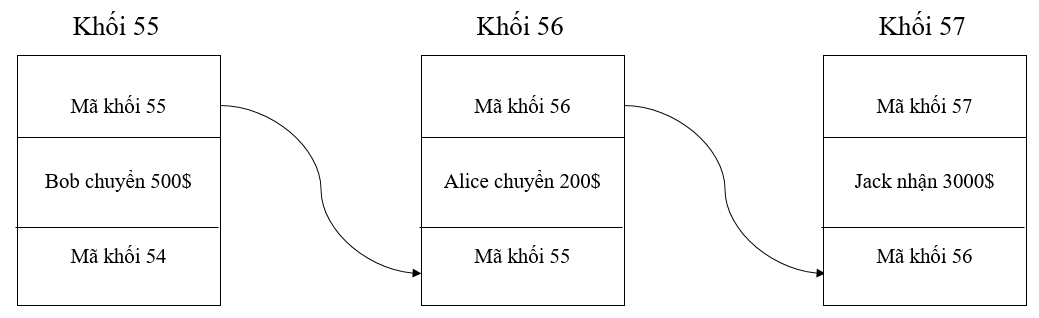 Khối 55
Khối 56
Khối 57
Mã khối 55
Mã khối 56
Mã khối 57
Bob chuyển 500$
Alice chuyển 200$
Jack nhận 3000$
Mã khối 54
Mã khối 55
Mã khối 56